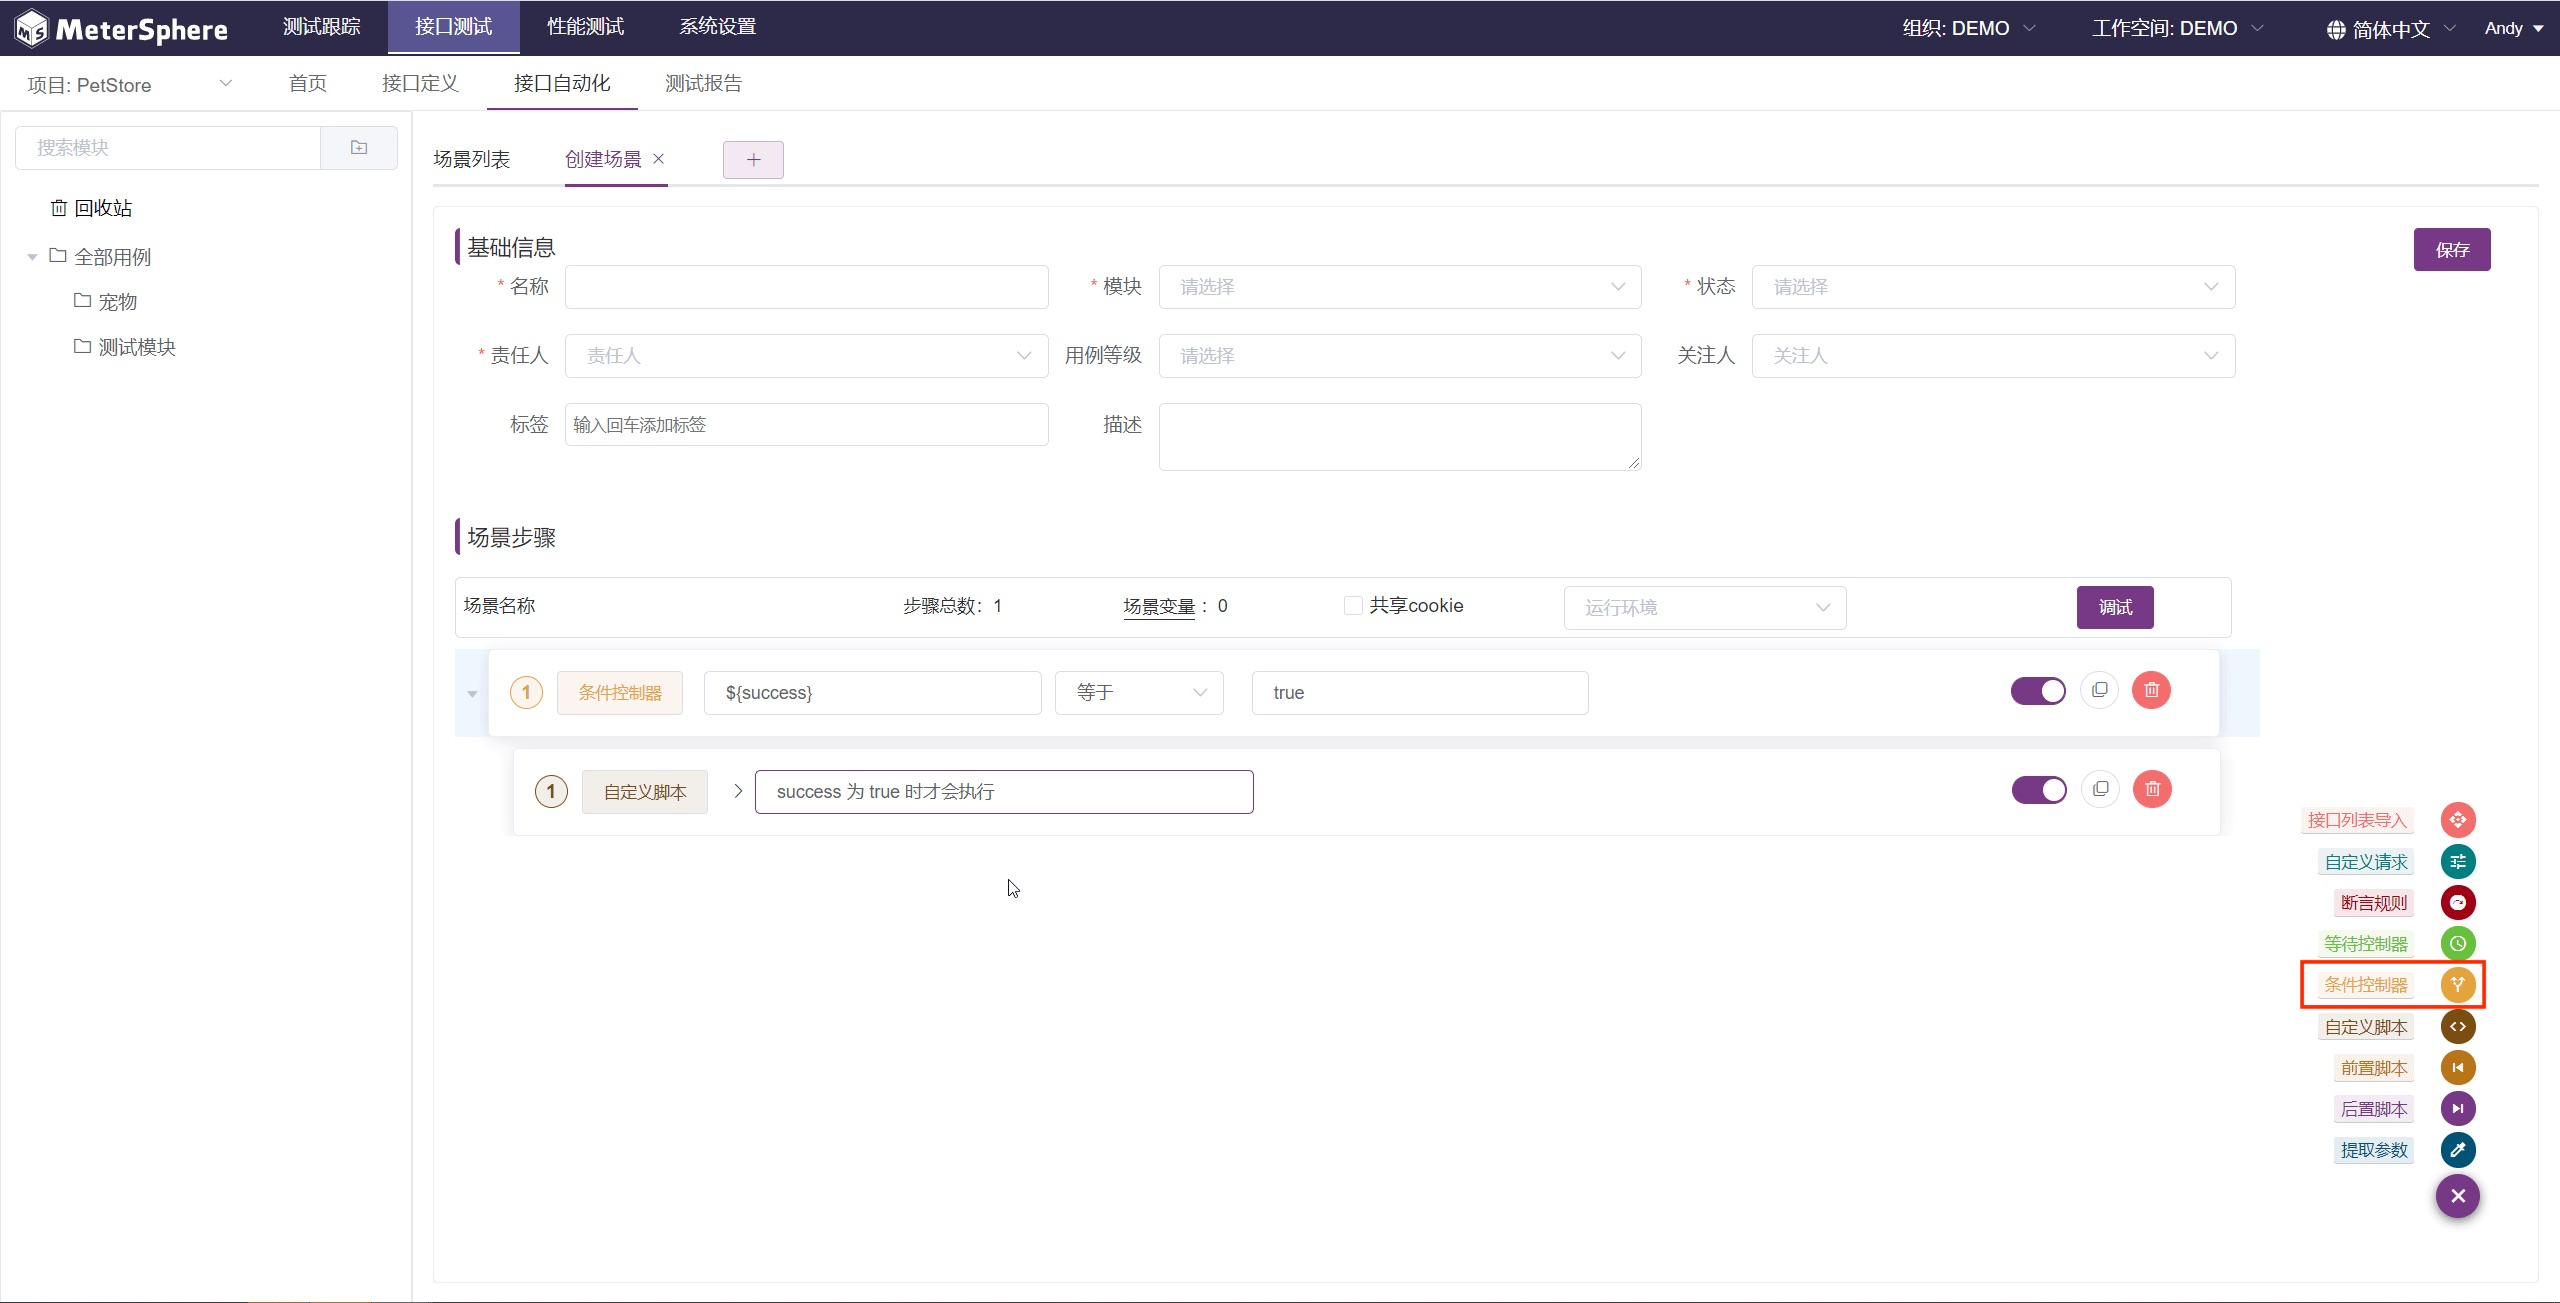 MeterSphere 测试跟踪 接口测试 性能测试 系统设置 组织: DEMO 工作空间: DEMO 简体中文 Andy
项目: PetStore 首页 接口定义 接口自动化 测试报告
搜索模块
回收站
全部用例
宠物
测试模块
场景列表 创建场景
基础信息 保存
* 名称 * 模块 请选择 * 状态 请选择
* 责任人 责任人 用例等级 请选择 关注人 关注人
标签 输入回车添加标签 描述
场景步骤
场景名称 步骤总数: 1 场景变量 : 0 共享cookie 运行环境 调试
1 条件控制器 ${success} 等于 true
1 自定义脚本 success 为 true 时才会执行
接口列表导入
自定义请求
断言规则
等待控制器
条件控制器
自定义脚本
前置脚本
后置脚本
提取参数